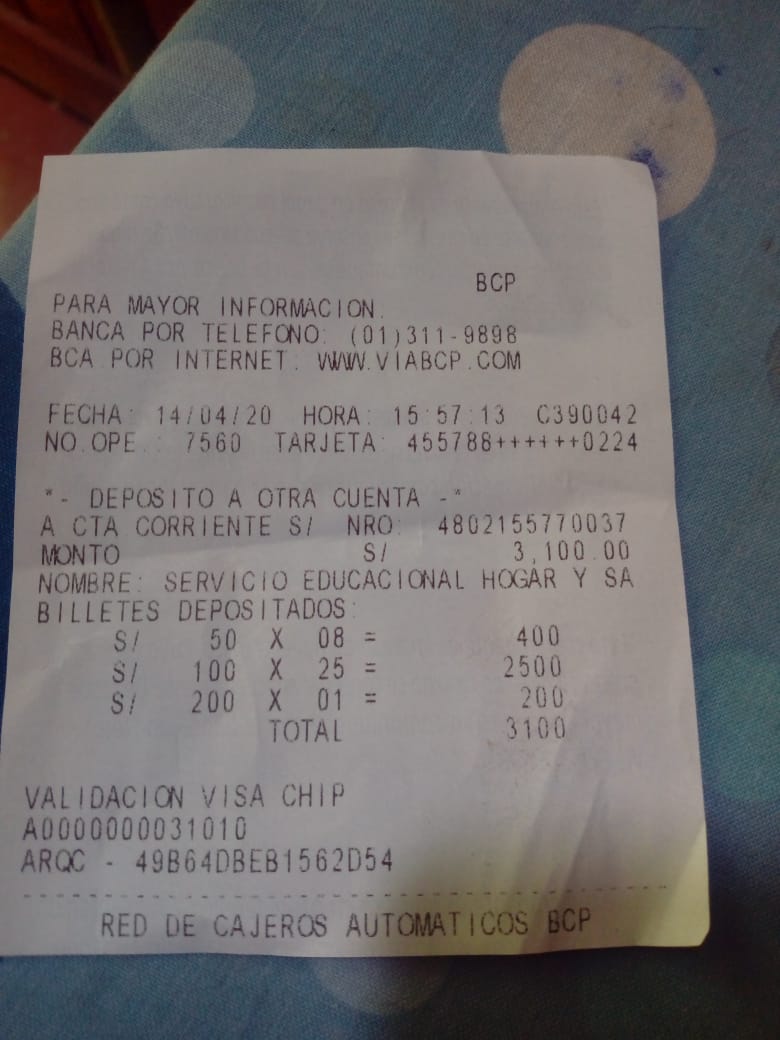 BCP
PARA MAYOR INFORMACION.
BANCA POR TELEFONO: (01)311-9898
BCA POR INTERNET: WWW.VIABCP.COM
FECHA: 14/04/20 HORA: 15:57:13 C390042
NO.OPE.: 7560 TARJETA: 455788++++++0224
*- DEPOSITO A OTRA CUENTA -*
A CTA CORRIENTE S/ NRO: 4802155770037
MONTO S/ 3,100.00
NOMBRE: SERVICIO EDUCACIONAL HOGAR Y SA
BILLETES DEPOSITADOS:
S/ 50 X 08 = 400
S/ 100 X 25 = 2500
S/ 200 X 01 = 200
TOTAL 3100
VALIDACION VISA CHIP
A0000000031010
ARQC - 49B64DBEB1562D54
RED DE CAJEROS AUTOMATICOS BCP